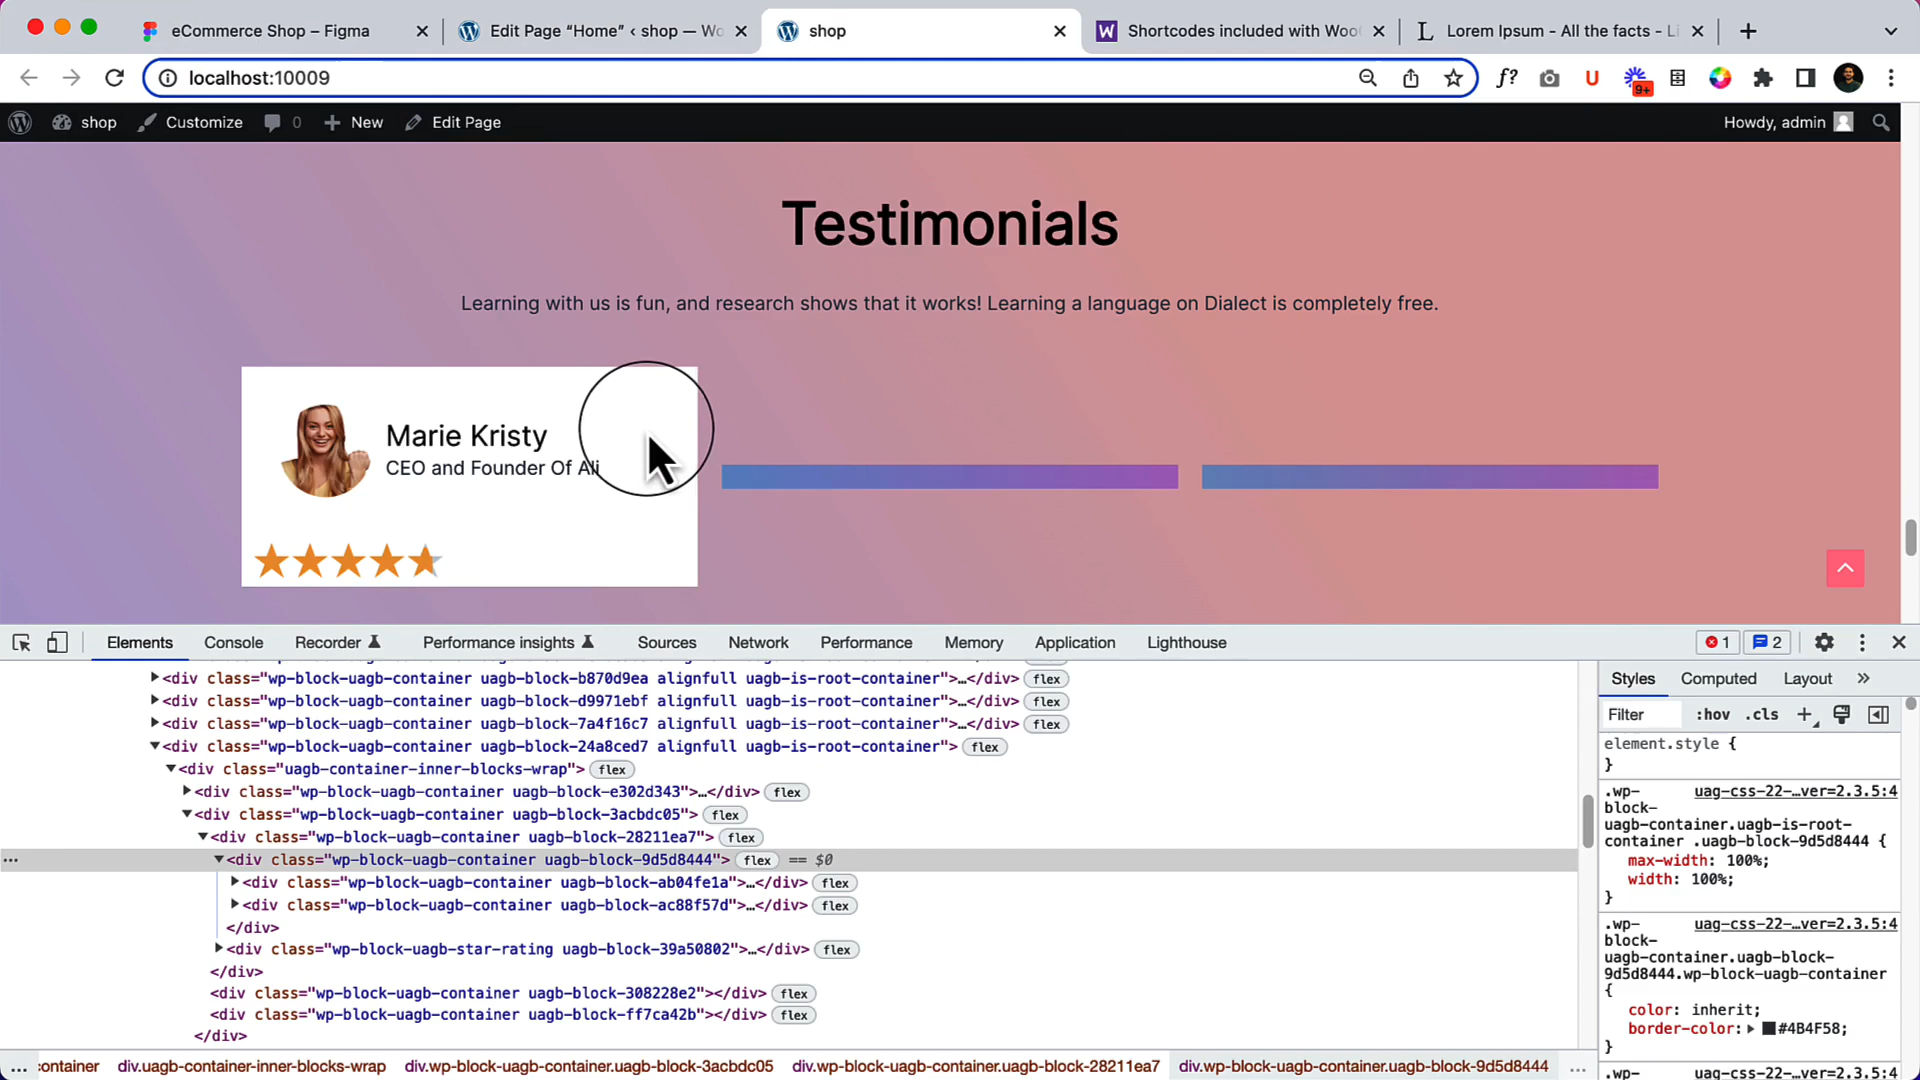 eCommerce Shop – Figma
Edit Page “Home” ‹ shop — Wo
shop
Shortcodes included with Woo
Lorem Ipsum - All the facts - Li
localhost:10009
f?
U
9+
shop
Customize
0
New
Edit Page
Howdy, admin
Testimonials
Learning with us is fun, and research shows that it works! Learning a language on Dialect is completely free.
Marie Kristy
CEO and Founder Of Ali
Elements
Console
Recorder
Performance insights
Sources
Network
Performance
Memory
Application
Lighthouse
1
2
<div class="wp-block-uagb-container uagb-block-b870d9ea alignfull uagb-is-root-container">…</div> flex
<div class="wp-block-uagb-container uagb-block-d9971ebf alignfull uagb-is-root-container">…</div> flex
<div class="wp-block-uagb-container uagb-block-7a4f16c7 alignfull uagb-is-root-container">…</div> flex
<div class="wp-block-uagb-container uagb-block-24a8ced7 alignfull uagb-is-root-container"> flex
<div class="uagb-container-inner-blocks-wrap"> flex
<div class="wp-block-uagb-container uagb-block-e302d343">…</div> flex
<div class="wp-block-uagb-container uagb-block-3acbdc05"> flex
<div class="wp-block-uagb-container uagb-block-28211ea7"> flex
<div class="wp-block-uagb-container uagb-block-9d5d8444"> flex == $0
<div class="wp-block-uagb-container uagb-block-ab04fe1a">…</div> flex
<div class="wp-block-uagb-container uagb-block-ac88f57d">…</div> flex
</div>
<div class="wp-block-uagb-star-rating uagb-block-39a50802">…</div> flex
</div>
<div class="wp-block-uagb-container uagb-block-308228e2"></div> flex
<div class="wp-block-uagb-container uagb-block-ff7ca42b"></div> flex
</div>
... container
div.uagb-container-inner-blocks-wrap
div.wp-block-uagb-container.uagb-block-3acbdc05
div.wp-block-uagb-container.uagb-block-28211ea7
div.wp-block-uagb-container.uagb-block-9d5d8444
...
Styles
Computed
Layout
»
Filter
:hov
.cls
element.style {
}
.wp- uag-css-22-…ver=2.3.5:4
block-
uagb-container.uagb-is-root-
container .uagb-block-9d5d8444 {
max-width: 100%;
width: 100%;
}
.wp- uag-css-22-…ver=2.3.5:4
block-
uagb-container.uagb-block-
9d5d8444.wp-block-uagb-container
{
color: inherit;
border-color: #4B4F58;
}
.wp- uag-css-22-…ver=2.3.5:4